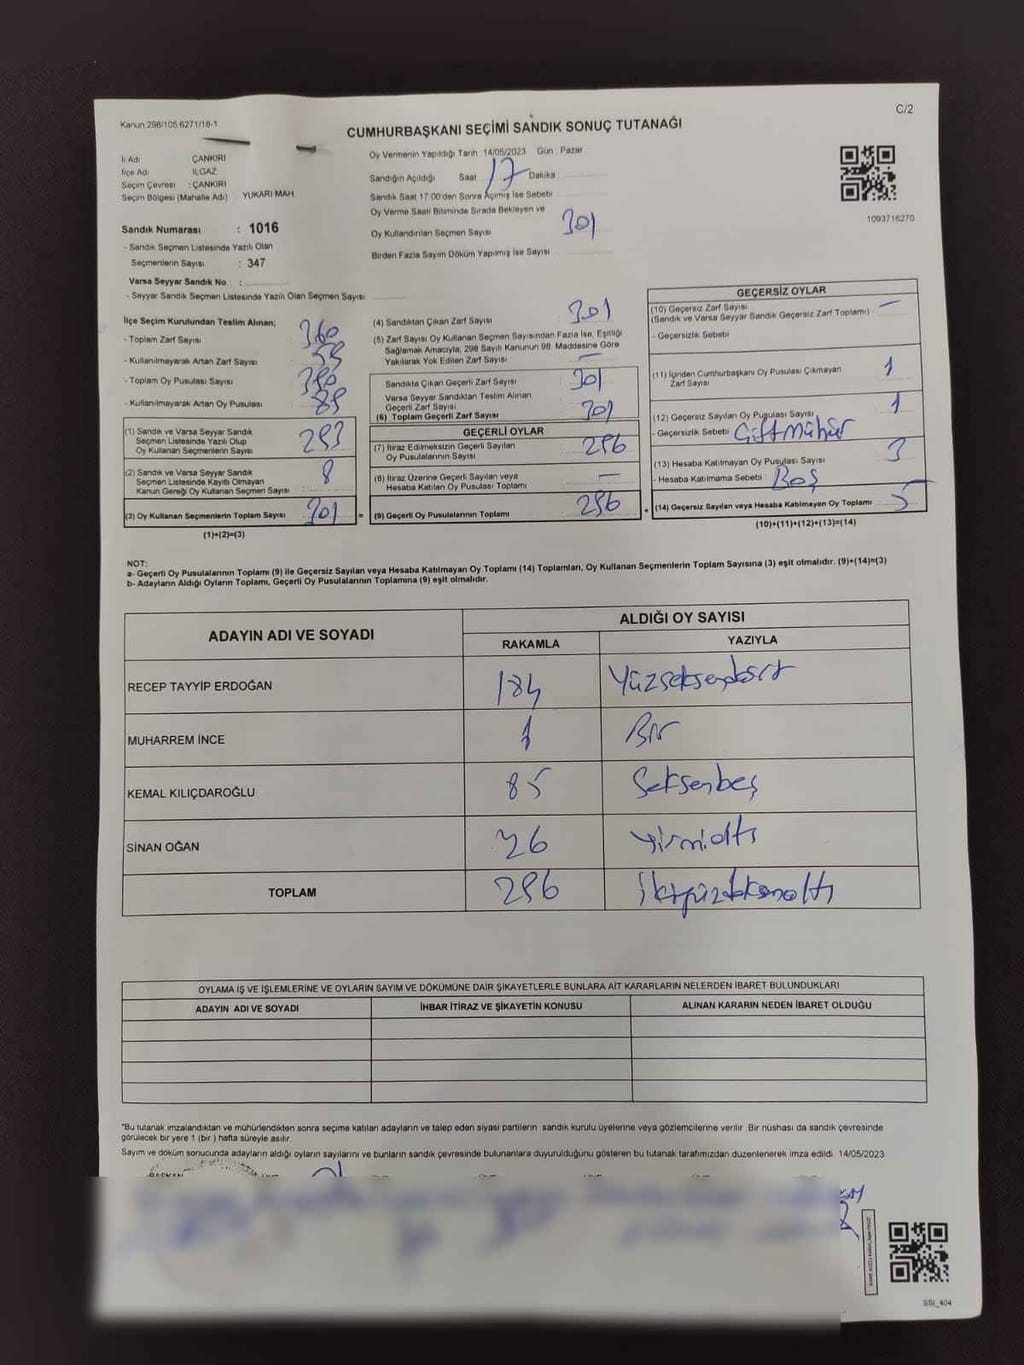 C/2
Kanun 298/105.6271/16-1
CUMHURBAŞKANI SEÇİMİ SANDIK SONUÇ TUTANAĞI
İl Adı ÇANKIRI
İlçe Adı ILGAZ
Seçim Çevresi : ÇANKIRI
Seçim Bölgesi (Mahalle Adı) YUKARI MAH.
Sandık Numarası : 1016
- Sandık Seçmen Listesinde Yazılı Olan
Seçmenlerin Sayısı : 347
Varsa Seyyar Sandık No :
- Seyyar Sandık Seçmen Listesinde Yazılı Olan Seçmen Sayısı
Oy Vermenin Yapıldığı Tarih 14/05/2023 Gün : Pazar
Sandığın Açıldığı Saat 17 Dakika
Sandık Saat 17.00'den Sonra Açılmış İse Sebebi
Oy Verme Saati Bitiminde Sırada Bekleyen ve
Oy Kullandırılan Seçmen Sayısı 301
Birden Fazla Sayım Döküm Yapılmış İse Sayısı
1093716270
İlçe Seçim Kurulundan Teslim Alınan;
- Toplam Zarf Sayısı 360
- Kullanılmayarak Artan Zarf Sayısı 59
- Toplam Oy Pusulası Sayısı 390
- Kullanılmayarak Artan Oy Pusulası 89
(1) Sandık ve Varsa Seyyar Sandık
Seçmen Listesinde Yazılı Olup
Oy Kullanan Seçmenlerin Sayısı 293
(2) Sandık ve Varsa Seyyar Sandık
Seçmen Listesinde Kayıtlı Olmayan
Kanun Gereği Oy Kullanan Seçmen Sayısı 8
(3) Oy Kullanan Seçmenlerin Toplam Sayısı 301 =
(1)+(2)=(3)
(4) Sandıktan Çıkan Zarf Sayısı 301
(5) Zarf Sayısı Oy Kullanan Seçmen Sayısından Fazla İse, Eşitliği
Sağlamak Amacıyla, 298 Sayılı Kanunun 98. Maddesine Göre
Yakılarak Yok Edilen Zarf Sayısı —
Sandıkta Çıkan Geçerli Zarf Sayısı 301
Varsa Seyyar Sandıktan Teslim Alınan
Geçerli Zarf Sayısı
(6) Toplam Geçerli Zarf Sayısı 301
GEÇERLİ OYLAR
(7) İtiraz Edilmeksizin Geçerli Sayılan
Oy Pusulalarının Sayısı 296
(8) İtiraz Üzerine Geçerli Sayılan veya
Hesaba Katılan Oy Pusulası Toplamı —
(9) Geçerli Oy Pusulalarının Toplamı 296 +
GEÇERSİZ OYLAR
(10) Geçersiz Zarf Sayısı —
(Sandık ve Varsa Seyyar Sandık Geçersiz Zarf Toplamı)
- Geçersizlik Sebebi
(11) İçinden Cumhurbaşkanı Oy Pusulası Çıkmayan
Zarf Sayısı 1
(12) Geçersiz Sayılan Oy Pusulası Sayısı 1
- Geçersizlik Sebebi Çift mühür
(13) Hesaba Katılmayan Oy Pusulası Sayısı 3
- Hesaba Katılmama Sebebi Boş
(14) Geçersiz Sayılan veya Hesaba Katılmayan Oy Toplamı 5
(10)+(11)+(12)+(13)=(14)
NOT:
a- Geçerli Oy Pusulalarının Toplamı (9) ile Geçersiz Sayılan veya Hesaba Katılmayan Oy Toplamı (14) Toplamları, Oy Kullanan Seçmenlerin Toplam Sayısına (3) eşit olmalıdır. (9)+(14)=(3)
b- Adayların Aldığı Oyların Toplamı, Geçerli Oy Pusulalarının Toplamına (9) eşit olmalıdır.
ADAYIN ADI VE SOYADI ALDIĞI OY SAYISI
RAKAMLA YAZIYLA
RECEP TAYYİP ERDOĞAN 184 Yüzseksendört
MUHARREM İNCE 1 Bir
KEMAL KILIÇDAROĞLU 85 Seksenbeş
SİNAN OĞAN 26 Yirmialtı
TOPLAM 296 İkiyüzdoksanaltı
OYLAMA İŞ VE İŞLEMLERİNE VE OYLARIN SAYIM VE DÖKÜMÜNE DAİR ŞİKAYETLERLE BUNLARA AİT KARARLARIN NELERDEN İBARET BULUNDUKLARI
ADAYIN ADI VE SOYADI İHBAR İTİRAZ VE ŞİKAYETİN KONUSU ALINAN KARARIN NEDEN İBARET OLDUĞU
"Bu tutanak imzalandıktan ve mühürlendikten sonra seçime katılan adayların ve talep eden siyasi partilerin sandık kurulu üyelerine veya gözlemcilerine verilir. Bir nüshası da sandık çevresinde
görülecek bir yere 1 (bir) hafta süreyle asılır.
Sayım ve döküm sonucunda adayların aldığı oyların sayılarını ve bunların sandık çevresinde bulunanlara duyurulduğunu gösteren bu tutanak tarafımızdan düzenlenerek imza edildi. 14/05/2023
BAŞKAN
SSI_404